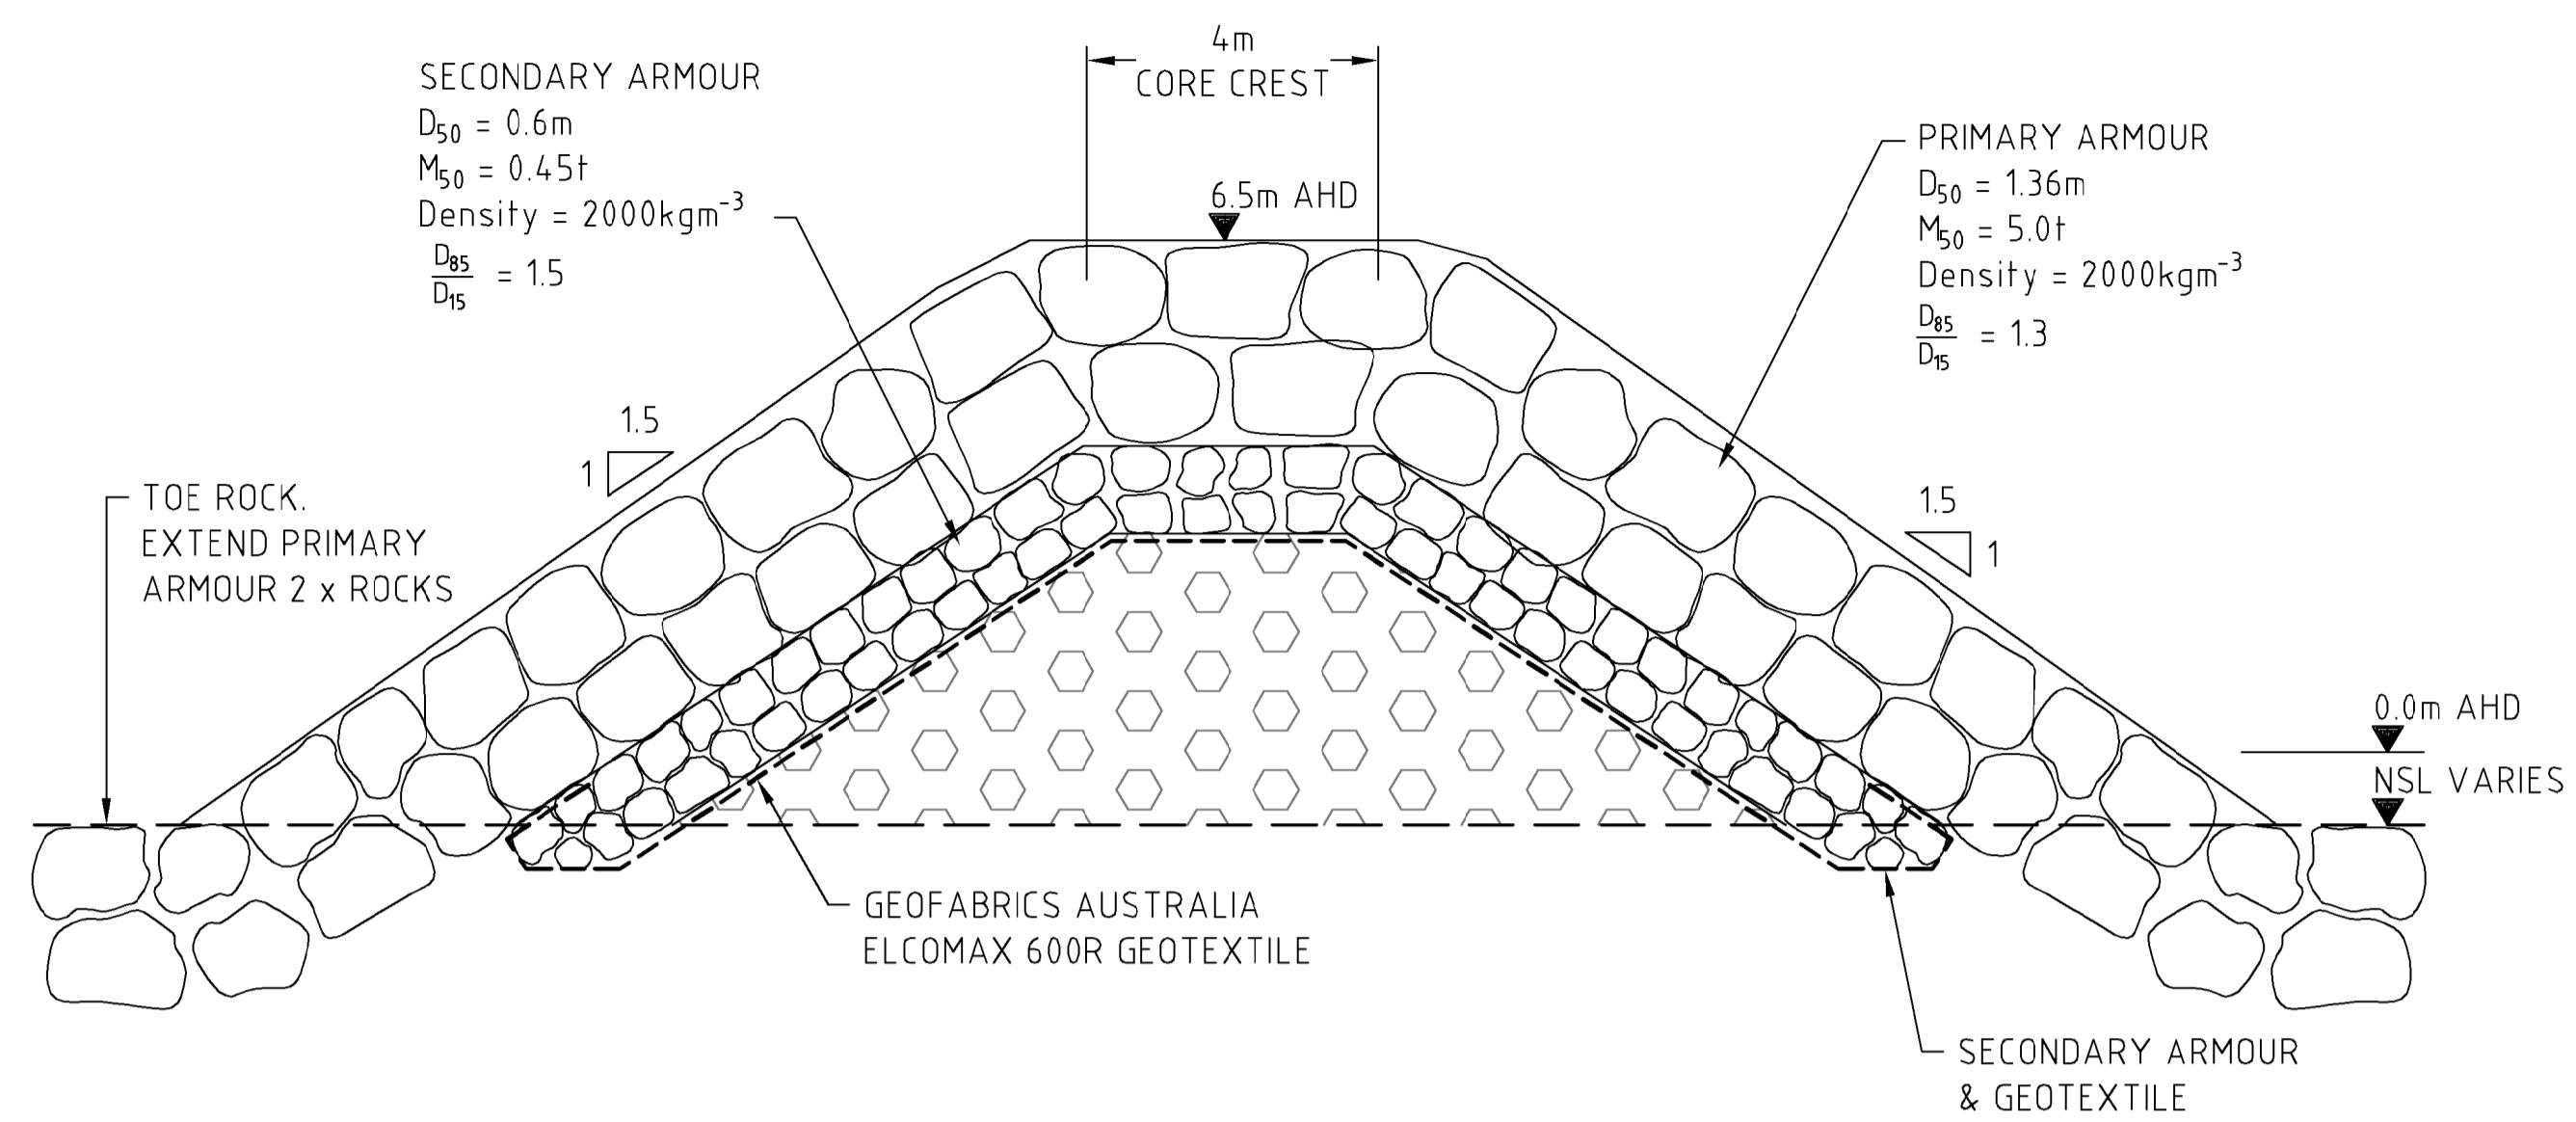 4m
CORE CREST
SECONDARY ARMOUR
D50 = 0.6m
M50 = 0.45t
Density = 2000kgm-3
D85
D15
= 1.5
6.5m AHD
PRIMARY ARMOUR
D50 = 1.36m
M50 = 5.0t
Density = 2000kgm-3
D85
D15
= 1.3
1.5
1
TOE ROCK.
EXTEND PRIMARY
ARMOUR 2 x ROCKS
1.5
1
0.0m AHD
NSL VARIES
GEOFABRICS AUSTRALIA
ELCOMAX 600R GEOTEXTILE
SECONDARY ARMOUR
& GEOTEXTILE